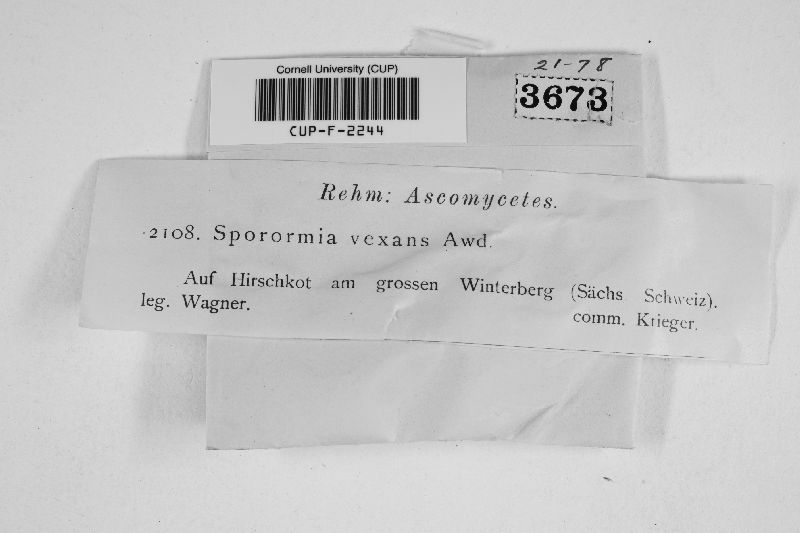 Cornell University (CUP)
CUP-F-2244
21-78
3673
Rehm: Ascomycetes.
2108. Sporormia vexans Awd.
Auf Hirschkot am grossen Winterberg (Sächs Schweiz).
leg. Wagner. comm. Krieger.